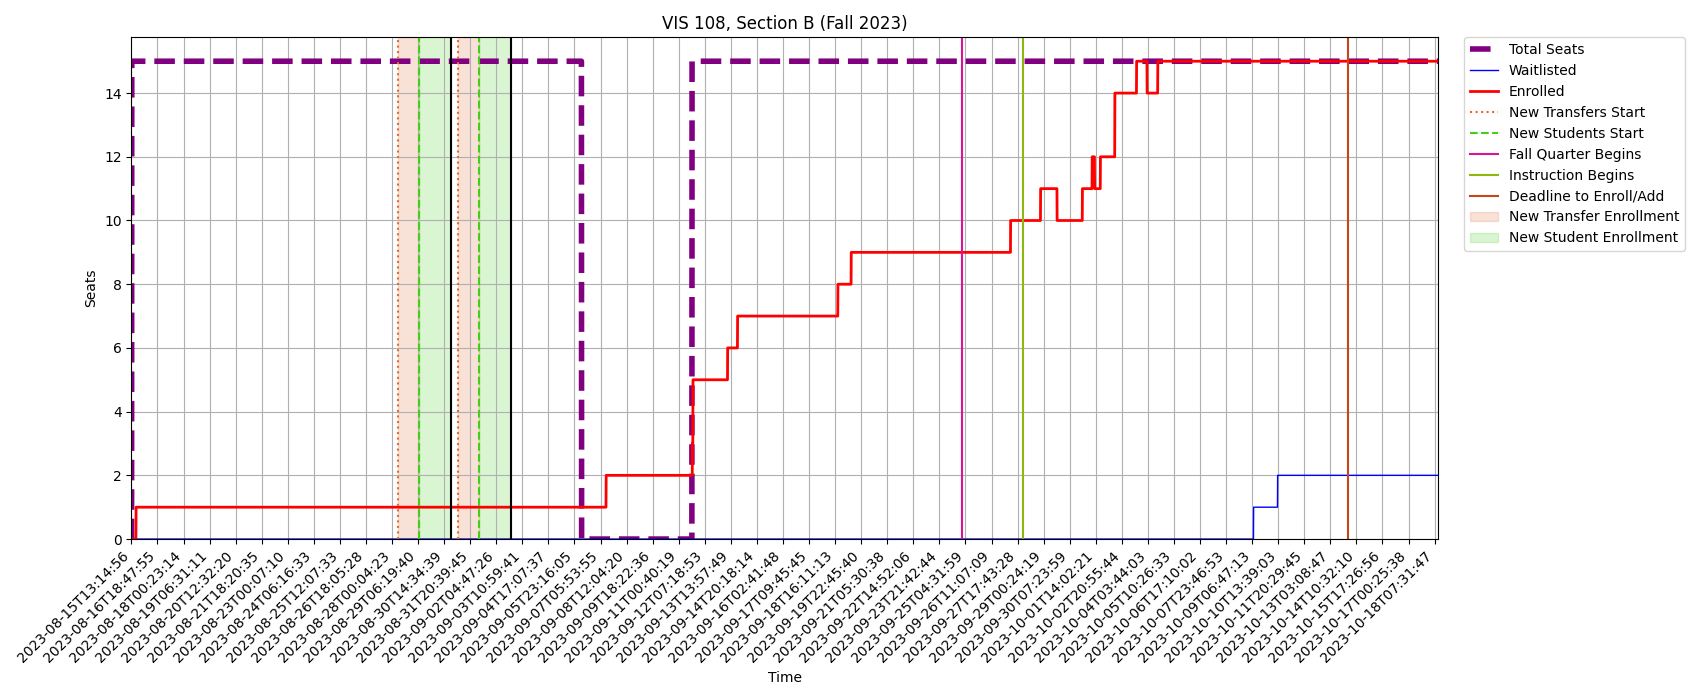 VIS 108, Section B (Fall 2023)
Total Seats
Waitlisted
Enrolled
New Transfers Start
New Students Start
Fall Quarter Begins
Instruction Begins
Deadline to Enroll/Add
New Transfer Enrollment
New Student Enrollment
Seats
14
12
10
8
6
4
2
0
2023-08-15T13:14:56
2023-08-16T18:47:55
2023-08-18T00:23:14
2023-08-19T06:31:11
2023-08-20T12:32:20
2023-08-21T18:20:35
2023-08-23T00:07:10
2023-08-24T06:16:33
2023-08-25T12:07:33
2023-08-26T18:05:28
2023-08-28T00:04:23
2023-08-29T06:19:40
2023-08-30T14:34:39
2023-08-31T20:39:45
2023-09-02T04:47:26
2023-09-03T10:59:41
2023-09-04T17:07:37
2023-09-05T23:16:05
2023-09-07T05:53:55
2023-09-08T12:04:20
2023-09-09T18:22:36
2023-09-11T00:40:19
2023-09-12T07:18:53
2023-09-13T13:57:49
2023-09-14T20:18:14
2023-09-16T02:41:48
2023-09-17T09:45:45
2023-09-18T16:11:13
2023-09-19T22:45:40
2023-09-21T05:30:38
2023-09-22T14:52:06
2023-09-23T21:42:44
2023-09-25T04:31:59
2023-09-26T11:07:09
2023-09-27T17:43:28
2023-09-29T00:24:19
2023-09-30T07:23:59
2023-10-01T14:02:21
2023-10-02T20:55:44
2023-10-04T03:44:03
2023-10-05T10:26:33
2023-10-06T17:10:02
2023-10-07T23:46:53
2023-10-09T06:47:13
2023-10-10T13:39:03
2023-10-11T20:29:45
2023-10-13T03:08:47
2023-10-14T10:32:16
2023-10-15T17:26:56
2023-10-17T00:25:38
2023-10-18T07:31:47
Time